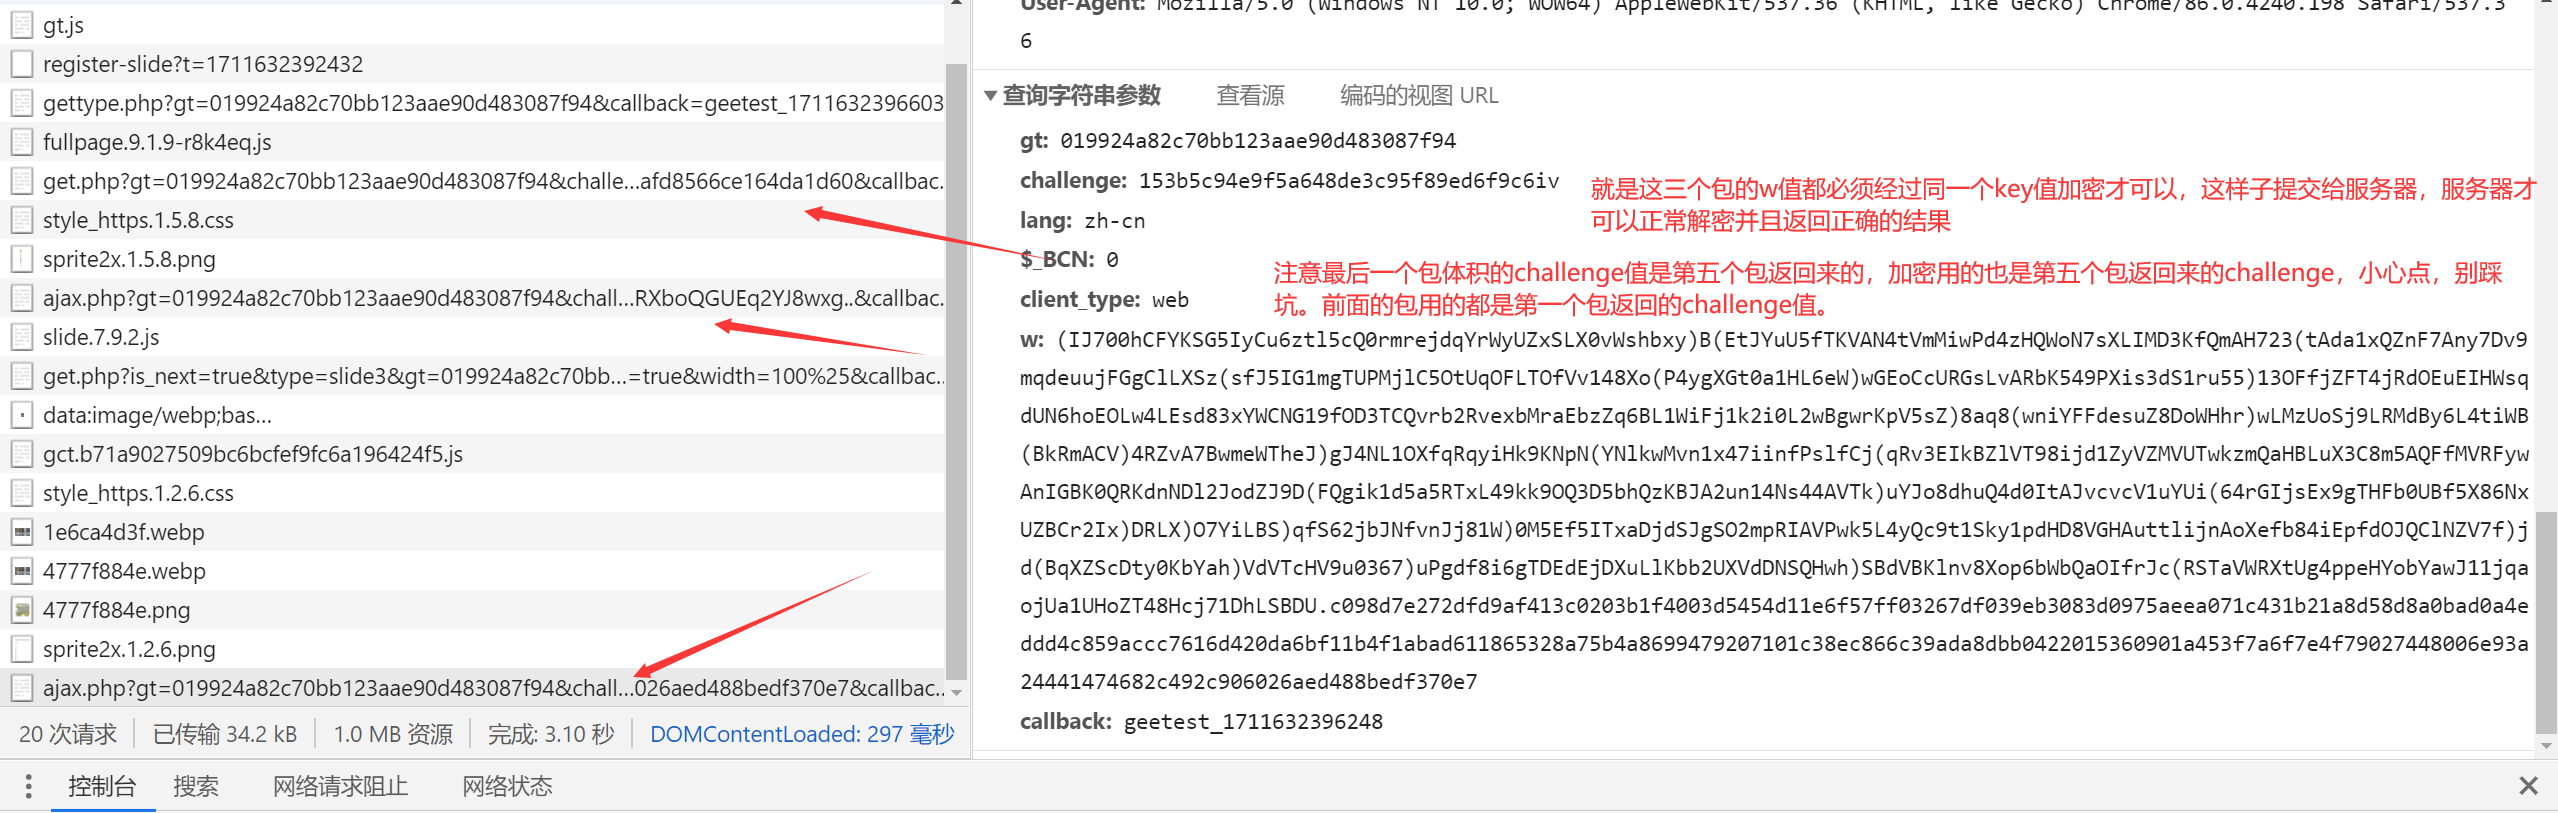 gt.js
register-slide?t=1711632392432
gettype.php?gt=019924a82c70bb123aae90d483087f94&callback=geetest_1711632396603
fullpage.9.1.9-r8k4eq.js
get.php?gt=019924a82c70bb123aae90d483087f94&challe...afd8566ce164da1d60&callbac..
style_https.1.5.8.css
sprite2x.1.5.8.png
ajax.php?gt=019924a82c70bb123aae90d483087f94&chall...RXboQGUEq2YJ8wxg..&callbac..
slide.7.9.2.js
get.php?is_next=true&type=slide3&gt=019924a82c70bb...=true&width=100%25&callbac..
data:image/webp;bas...
gct.b71a9027509bc6bcfef9fc6a196424f5.js
style_https.1.2.6.css
1e6ca4d3f.webp
4777f884e.webp
4777f884e.png
sprite2x.1.2.6.png
ajax.php?gt=019924a82c70bb123aae90d483087f94&chall...026aed488bedf370e7&callbac..
20 次请求 已传输 34.2 kB 1.0 MB 资源 完成: 3.10 秒 DOMContentLoaded: 297 毫秒
User-Agent: Mozilla/5.0 (Windows NT 10.0; WOW64) AppleWebKit/537.36 (KHTML, like Gecko) Chrome/86.0.4240.198 Safari/537.3
6
查询字符串参数 查看源 编码的视图 URL
gt: 019924a82c70bb123aae90d483087f94
challenge: 153b5c94e9f5a648de3c95f89ed6f9c6iv
就是这三个包的w值都必须经过同一个key值加密才可以，这样子提交给服务器，服务器才
可以正常解密并且返回正确的结果
lang: zh-cn
$_BCN: 0
注意最后一个包体积的challenge值是第五个包返回来的，加密用的也是第五个包返回来的challenge，小心点，别踩
坑。前面的包用的都是第一个包返回的challenge值。
client_type: web
w: (IJ700hCFYKSG5IyCu6ztl5cQ0rmrejdqYrWyUZxSLX0vWshbxy)B(EtJYuU5fTKVAN4tVmMiwPd4zHQWoN7sXLIMD3KfQmAH723(tAda1xQZnF7Any7Dv9
mqdeuujFGgClLXSz(sfJ5IG1mgTUPMjlC5OtUqOFLTOfVv148Xo(P4ygXGt0a1HL6eW)wGEoCcURGsLvARbK549PXis3dS1ru55)13OFfjZFT4jRdOEuEIHWsq
dUN6hoEOLw4LEsd83xYWCNG19fOD3TCQvrb2RvexbMraEbzZq6BL1WiFj1k2i0L2wBgwrKpV5sZ)8aq8(wniYFFdesuZ8DoWHhr)wLMzUoSj9LRMdBy6L4tiWB
(BkRmACV)4RZvA7BwmeWTheJ)gJ4NL1OXfqRqyiHk9KNpN(YNlkwMvn1x47iinfPslfCj(qRv3EIkBZlVT98ijd1ZyVZMVUTwkzmQaHBLuX3C8m5AQFfMVRFyw
AnIGBK0QRKdnNDl2JodZJ9D(FQgik1d5a5RTxL49kk9OQ3D5bhQzKBJA2un14Ns44AVTk)uYJo8dhuQ4d0ItAJvcvcV1uYUi(64rGIjsEx9gTHFb0UBf5X86Nx
UZBCr2Ix)DRLX)O7YiLBS)qfS62jbJNfvnJj81W)0M5Ef5ITxaDjdSJgSO2mpRIAVPwk5L4yQc9t1Sky1pdHD8VGHAuttlijnAoXefb84iEpfdOJQClNZV7f)j
d(BqXZScDty0KbYah)VdVTcHV9u0367)uPgdf8i6gTDEdEjDXuLlKbb2UXVdDNSQHwh)SBdVBKlnv8Xop6bWbQaOIfrJc(RSTaVWRXtUg4ppeHYobYawJ11jqa
ojUa1UHoZT48Hcj71DhLSBDU.c098d7e272dfd9af413c0203b1f4003d5454d11e6f57ff03267df039eb3083d0975aeea071c431b21a8d58d8a0bad0a4e
ddd4c859accc7616d420da6bf11b4f1abad611865328a75b4a8699479207101c38ec866c39ada8dbb0422015360901a453f7a6f7e4f79027448006e93a
24441474682c492c906026aed488bedf370e7
callback: geetest_1711632396248
控制台 搜索 网络请求阻止 网络状态